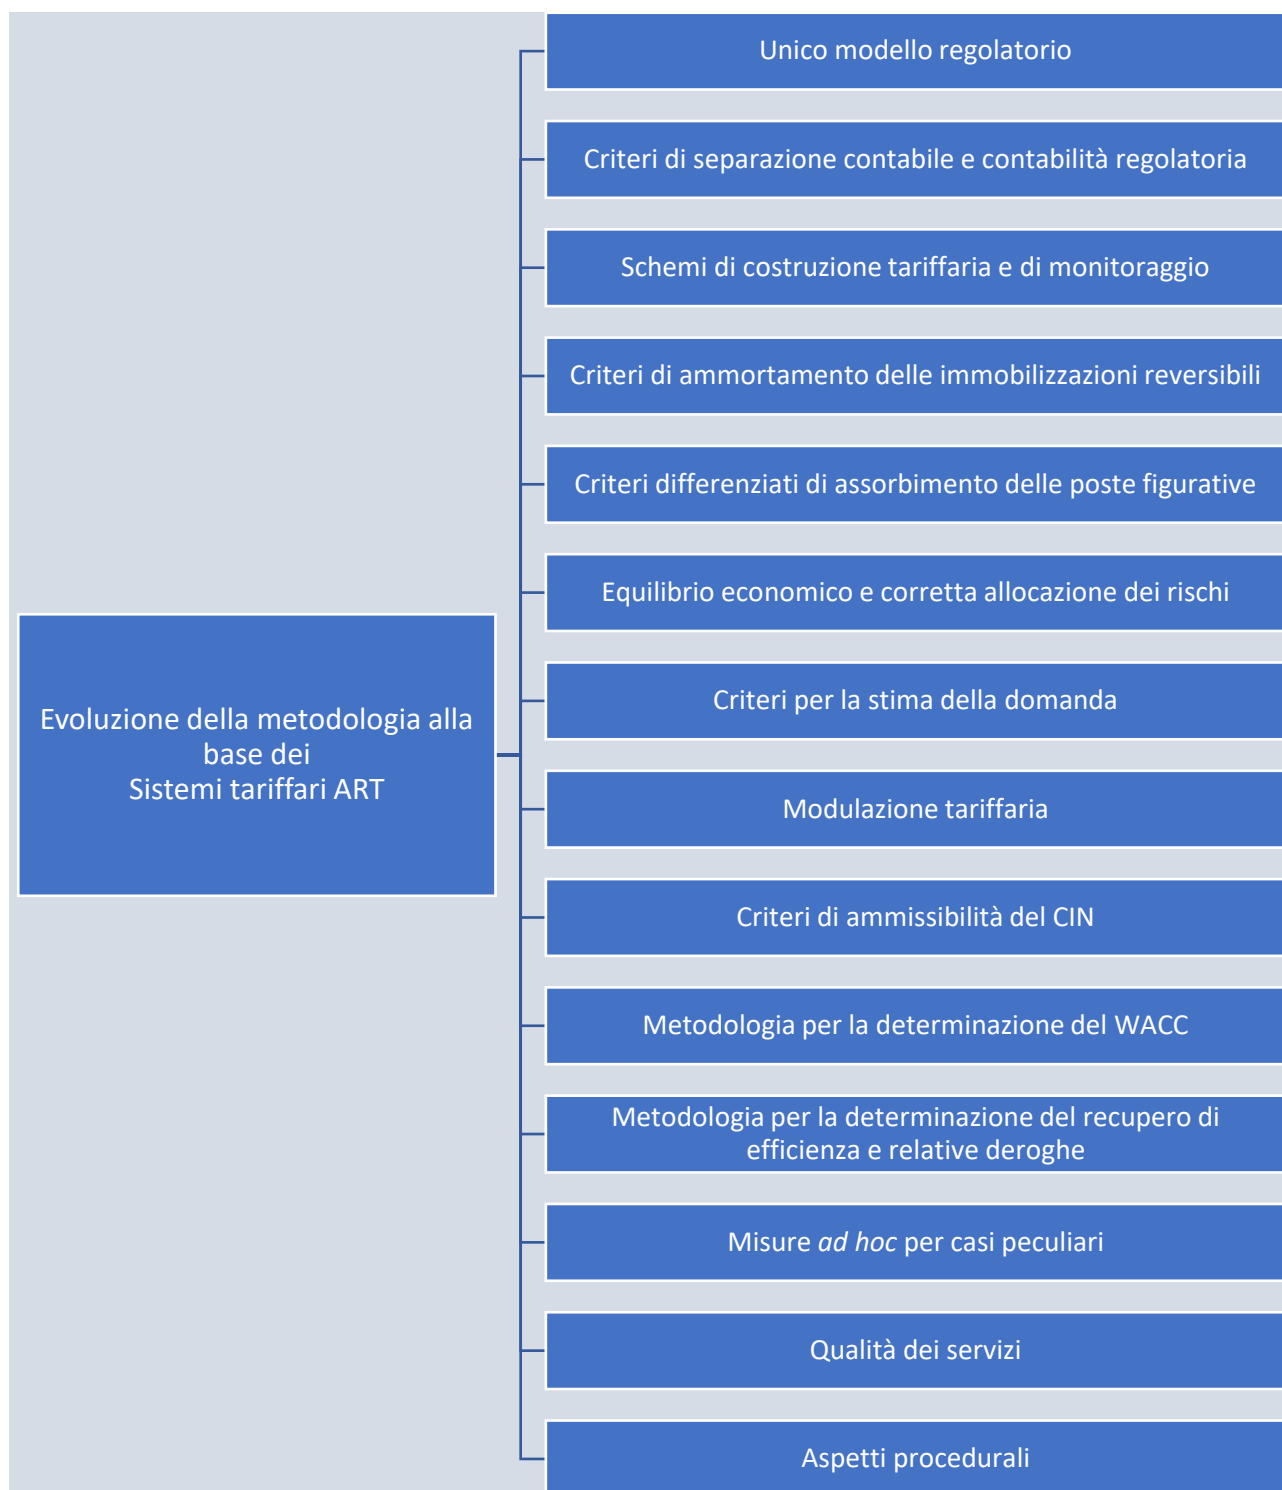 Unico modello regolatorio
Criteri di separazione contabile e contabilità regolatoria
Schemi di costruzione tariffaria e di monitoraggio
Criteri di ammortamento delle immobilizzazioni reversibili
Criteri differenziati di assorbimento delle poste figurative
Equilibrio economico e corretta allocazione dei rischi
Evoluzione della metodologia alla
base dei
Sistemi tariffari ART
Criteri per la stima della domanda
Modulazione tariffaria
Criteri di ammissibilità del CIN
Metodologia per la determinazione del WACC
Metodologia per la determinazione del recupero di
efficienza e relative deroghe
Misure ad hoc per casi peculiari
Qualità dei servizi
Aspetti procedurali